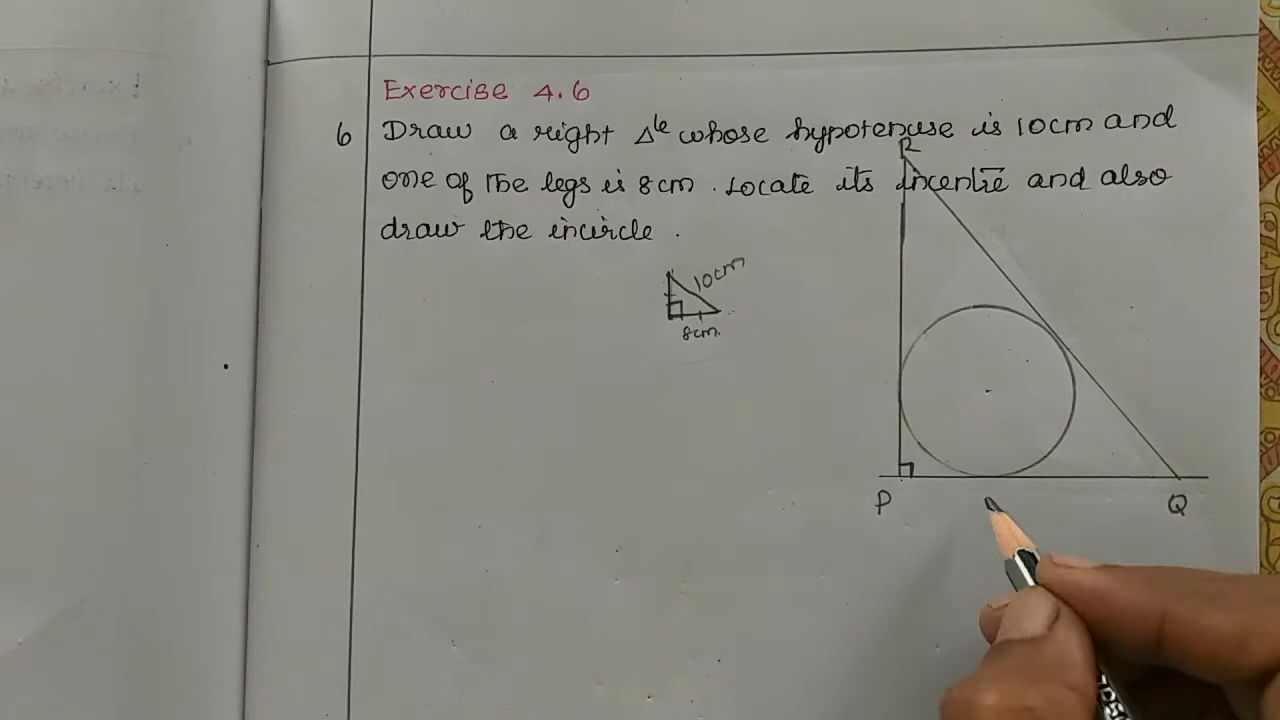 Exercise 4.6
6 Draw a right Δle whose hypotenuse is 10cm and
one of the legs is 8cm. Locate its incentre and also
draw the incircle.
R
10cm
8cm
P Q